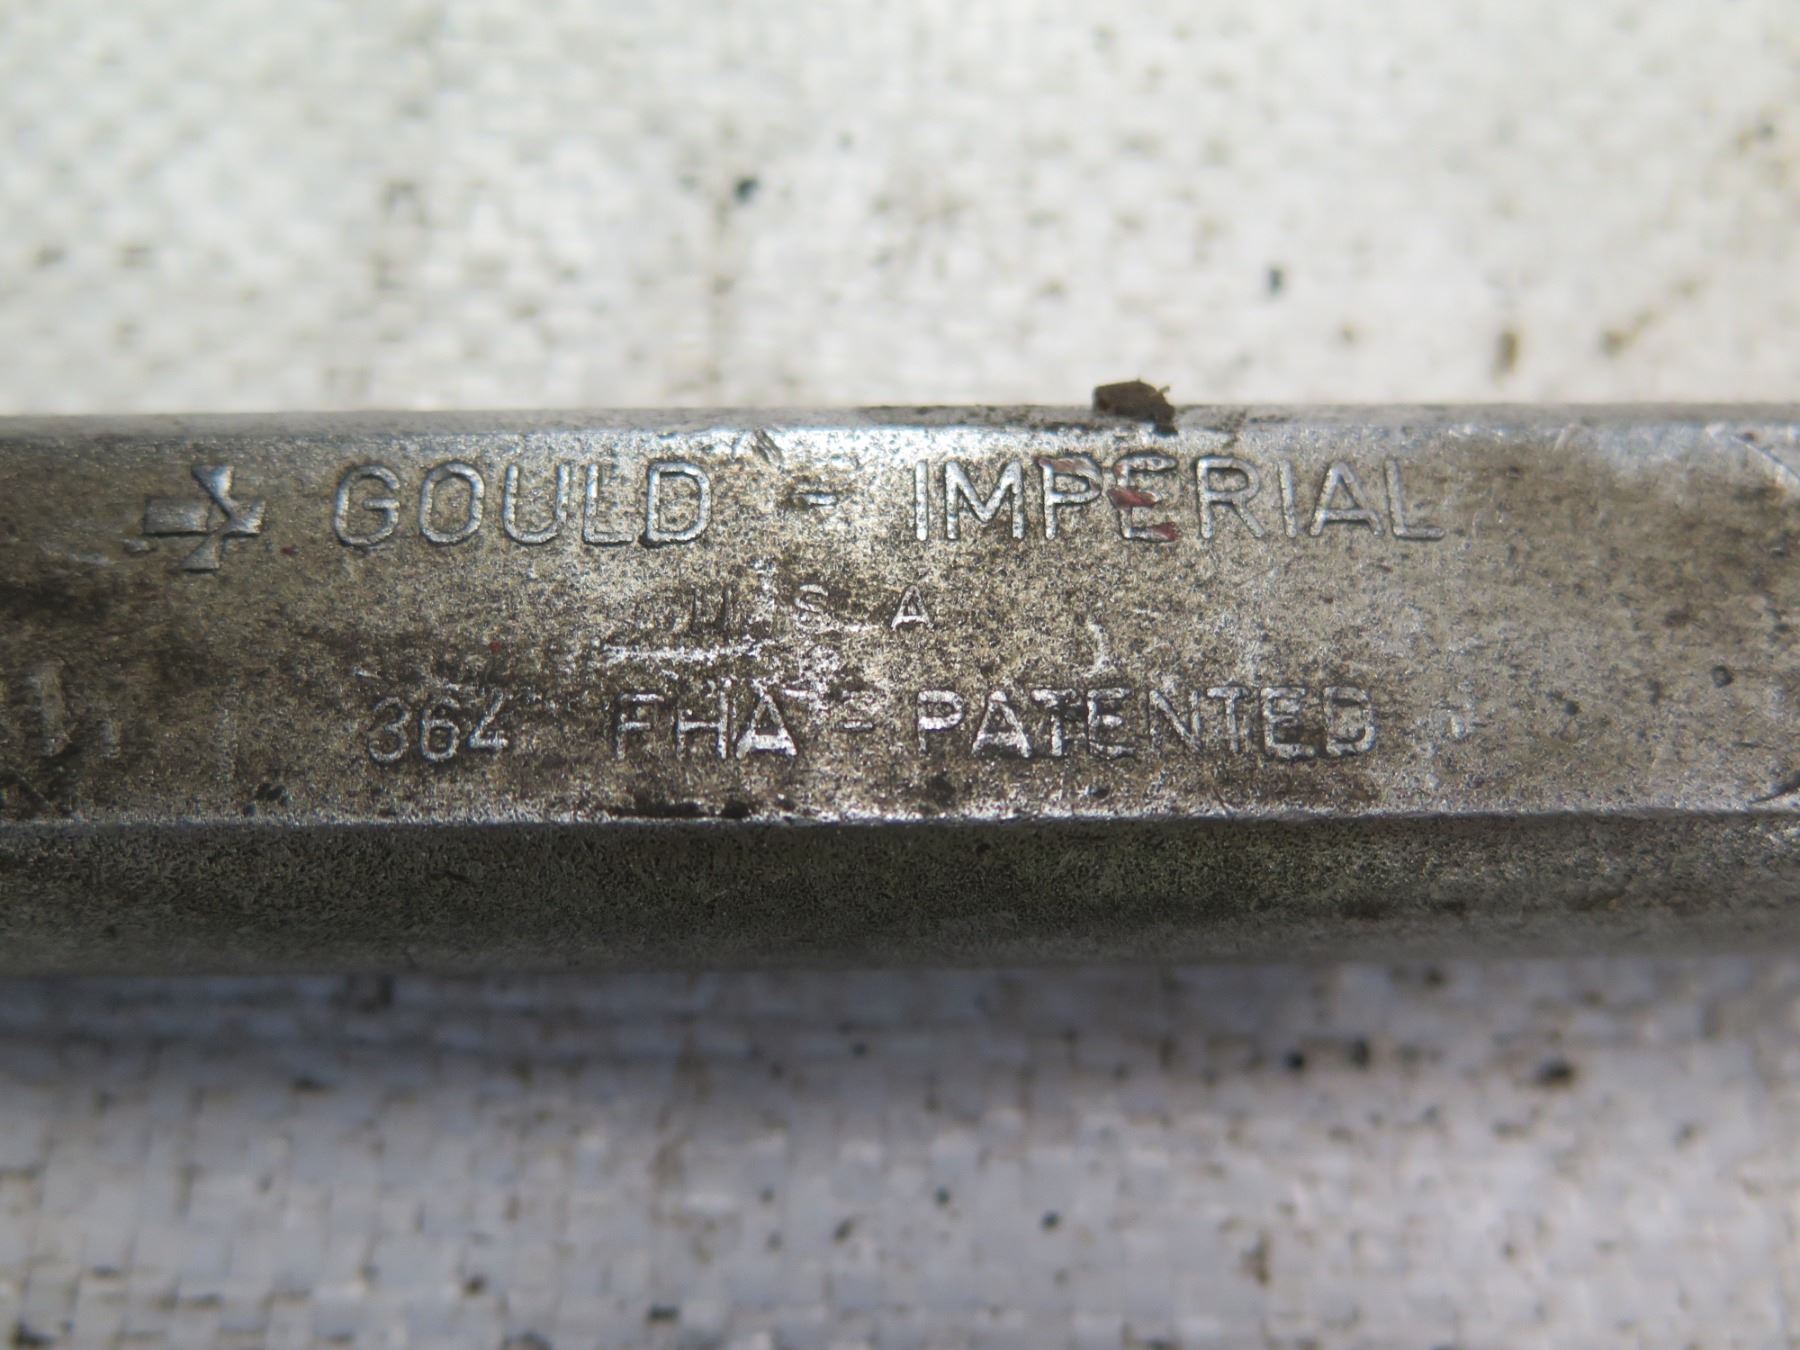 GOULD - IMPERIAL
U S A
364 FHA - PATENTED